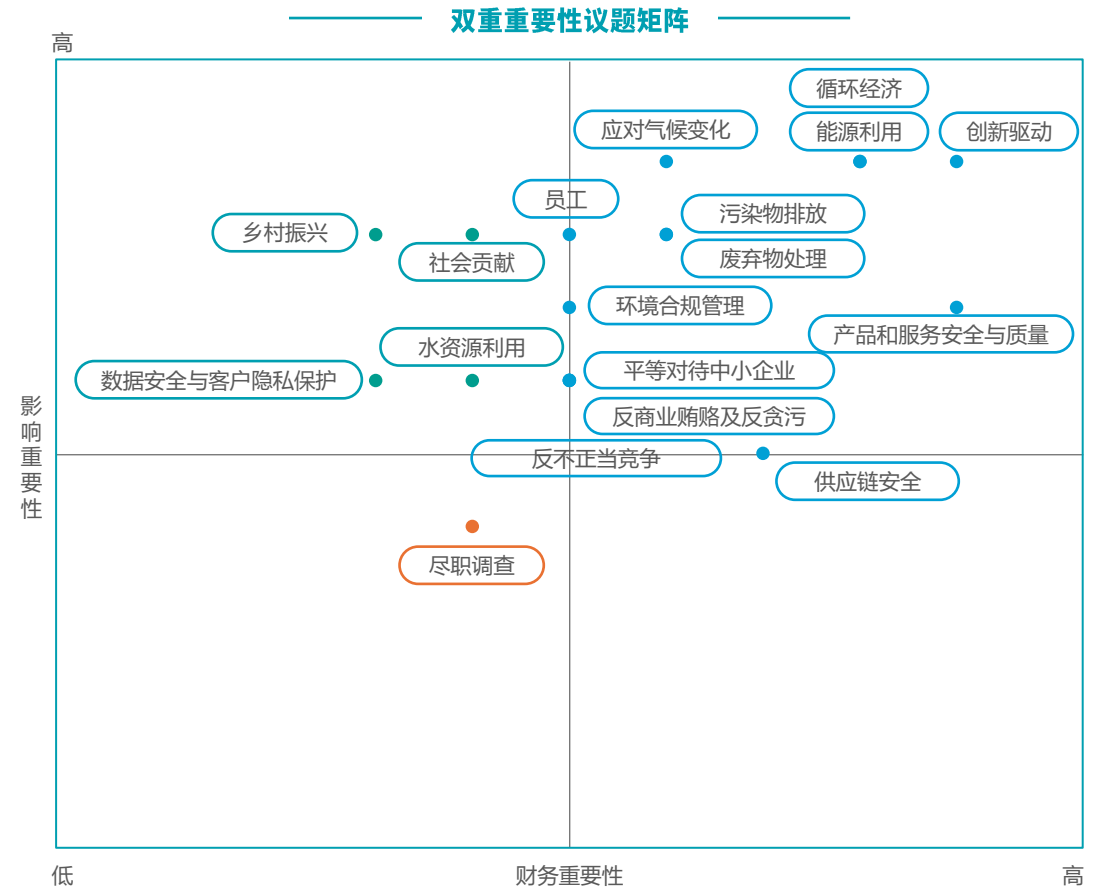 双重重要性议题矩阵
高
循环经济
应对气候变化
能源利用
创新驱动
员工
污染物排放
乡村振兴
社会贡献
废弃物处理
环境合规管理
产品和服务安全与质量
水资源利用
数据安全与客户隐私保护
平等对待中小企业
反商业贿赂及反贪污
影响重要性
反不正当竞争
供应链安全
尽职调查
低
财务重要性
高